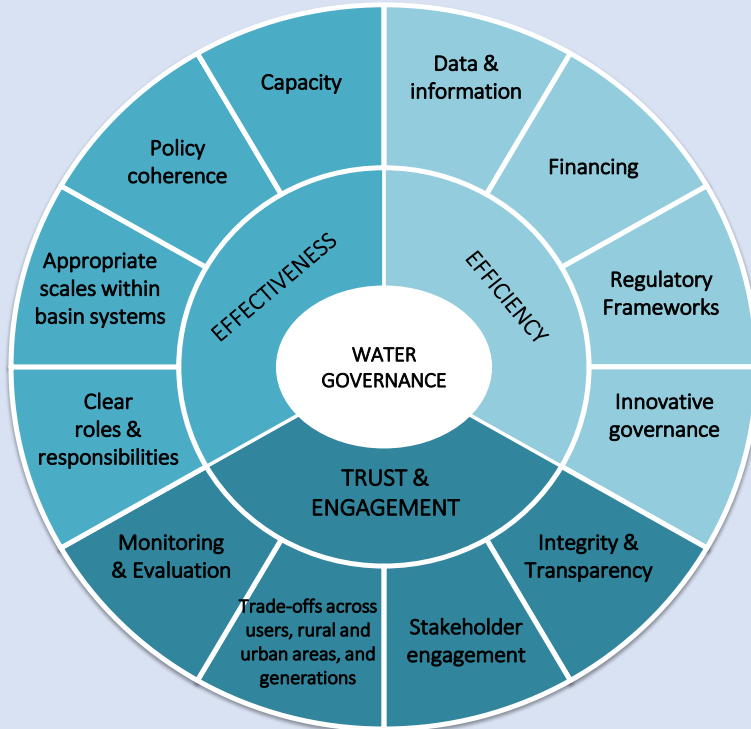 Capacity
Data &
information
Policy
coherence
Financing
Appropriate
scales within
basin systems
EFFECTIVENESS
EFFICIENCY
Regulatory
Frameworks
WATER
GOVERNANCE
Clear
roles &
responsibilities
Innovative
governance
TRUST &
ENGAGEMENT
Monitoring
& Evaluation
Integrity &
Transparency
Trade-offs across
users, rural and
urban areas, and
generations
Stakeholder
engagement